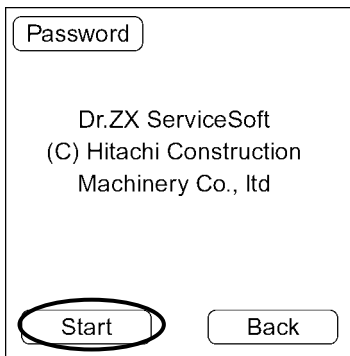 Password
Dr.ZX ServiceSoft
(C) Hitachi Construction
Machinery Co., ltd
Start
Back